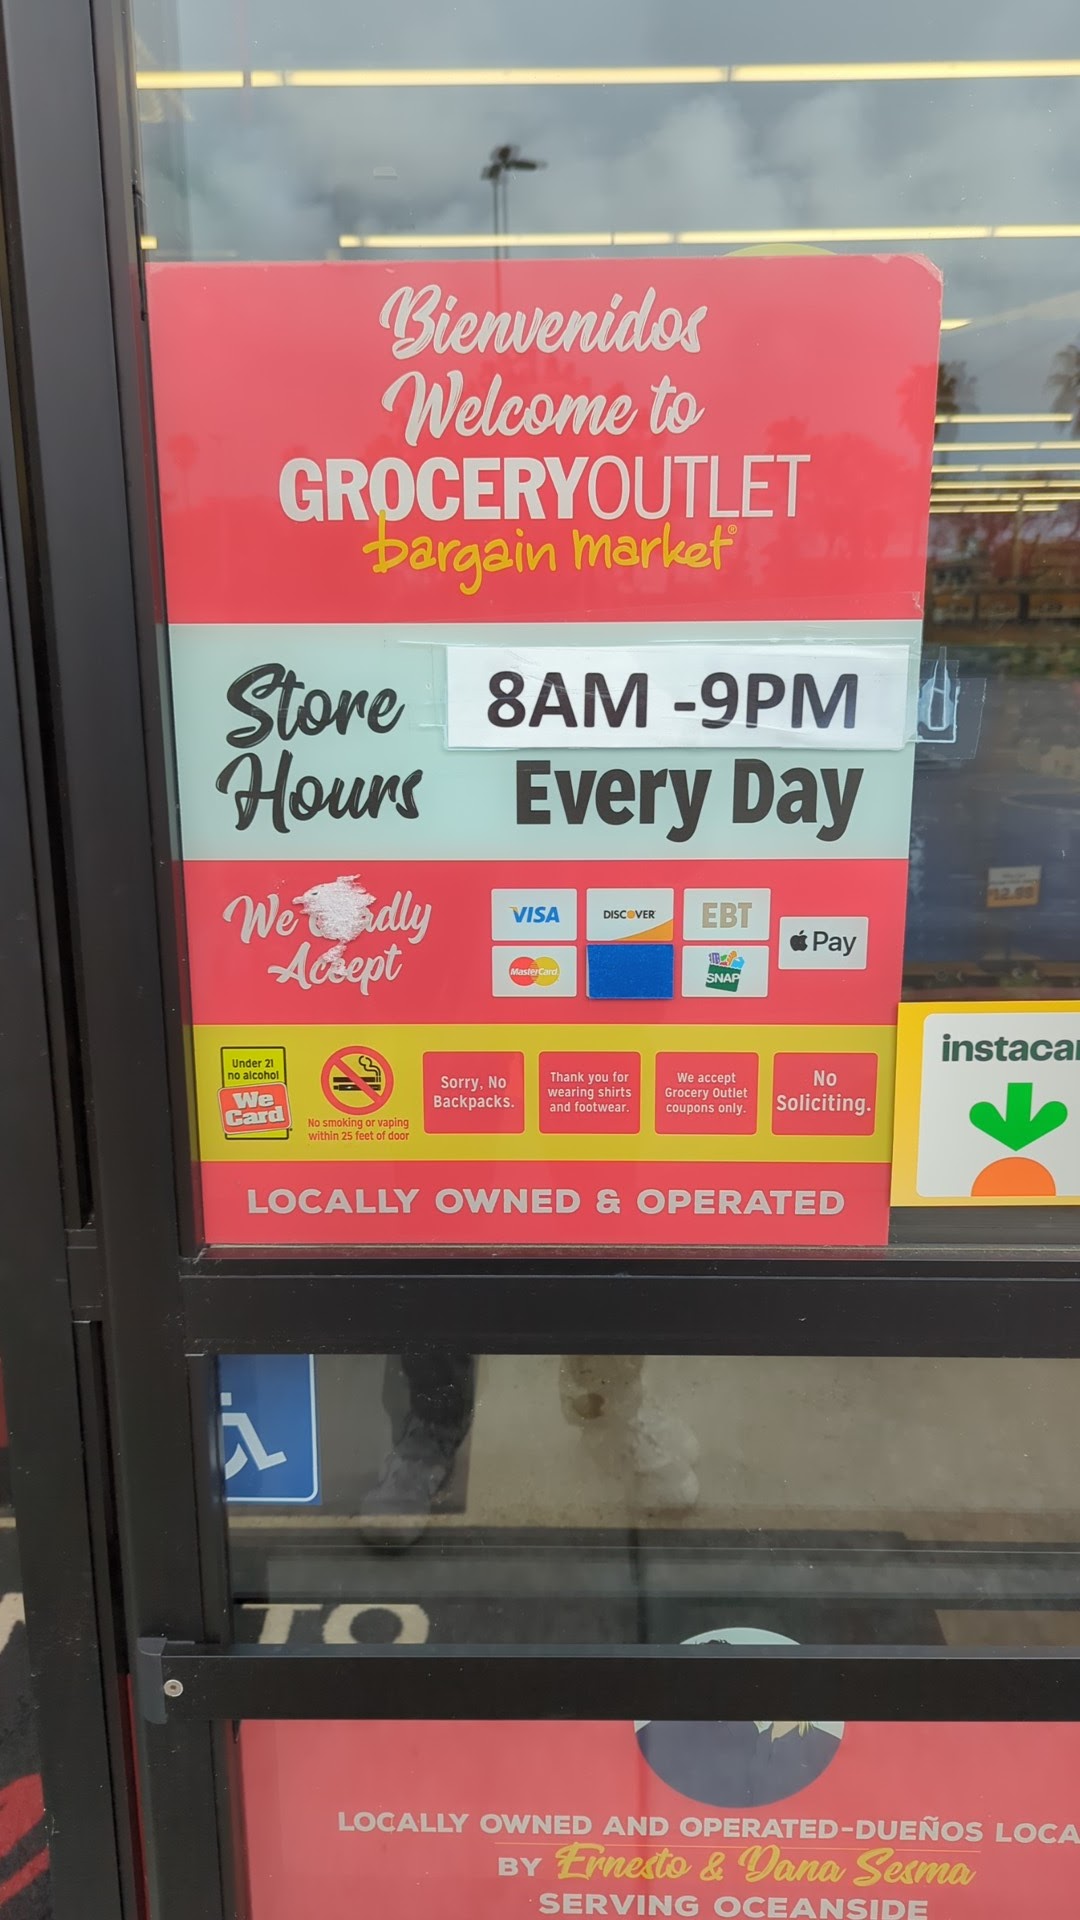 Bienvenidos
Welcome to
GROCERYOUTLET
bargain market®
Store
Hours
8AM -9PM
Every Day
We
Accept
VISA
DISCOVER
EBT
MasterCard
SNAP
Pay
Under 21
no alcohol
We
Card
No smoking or vaping
within 25 feet of door
Sorry, No
Backpacks.
Thank you for
wearing shirts
and footwear.
We accept
Grocery Outlet
coupons only.
No
Soliciting.
LOCALLY OWNED & OPERATED
TO
LOCALLY OWNED AND OPERATED-DUEÑOS
BY Ernesto & Dana Sesma
SERVING OCEANSIDE